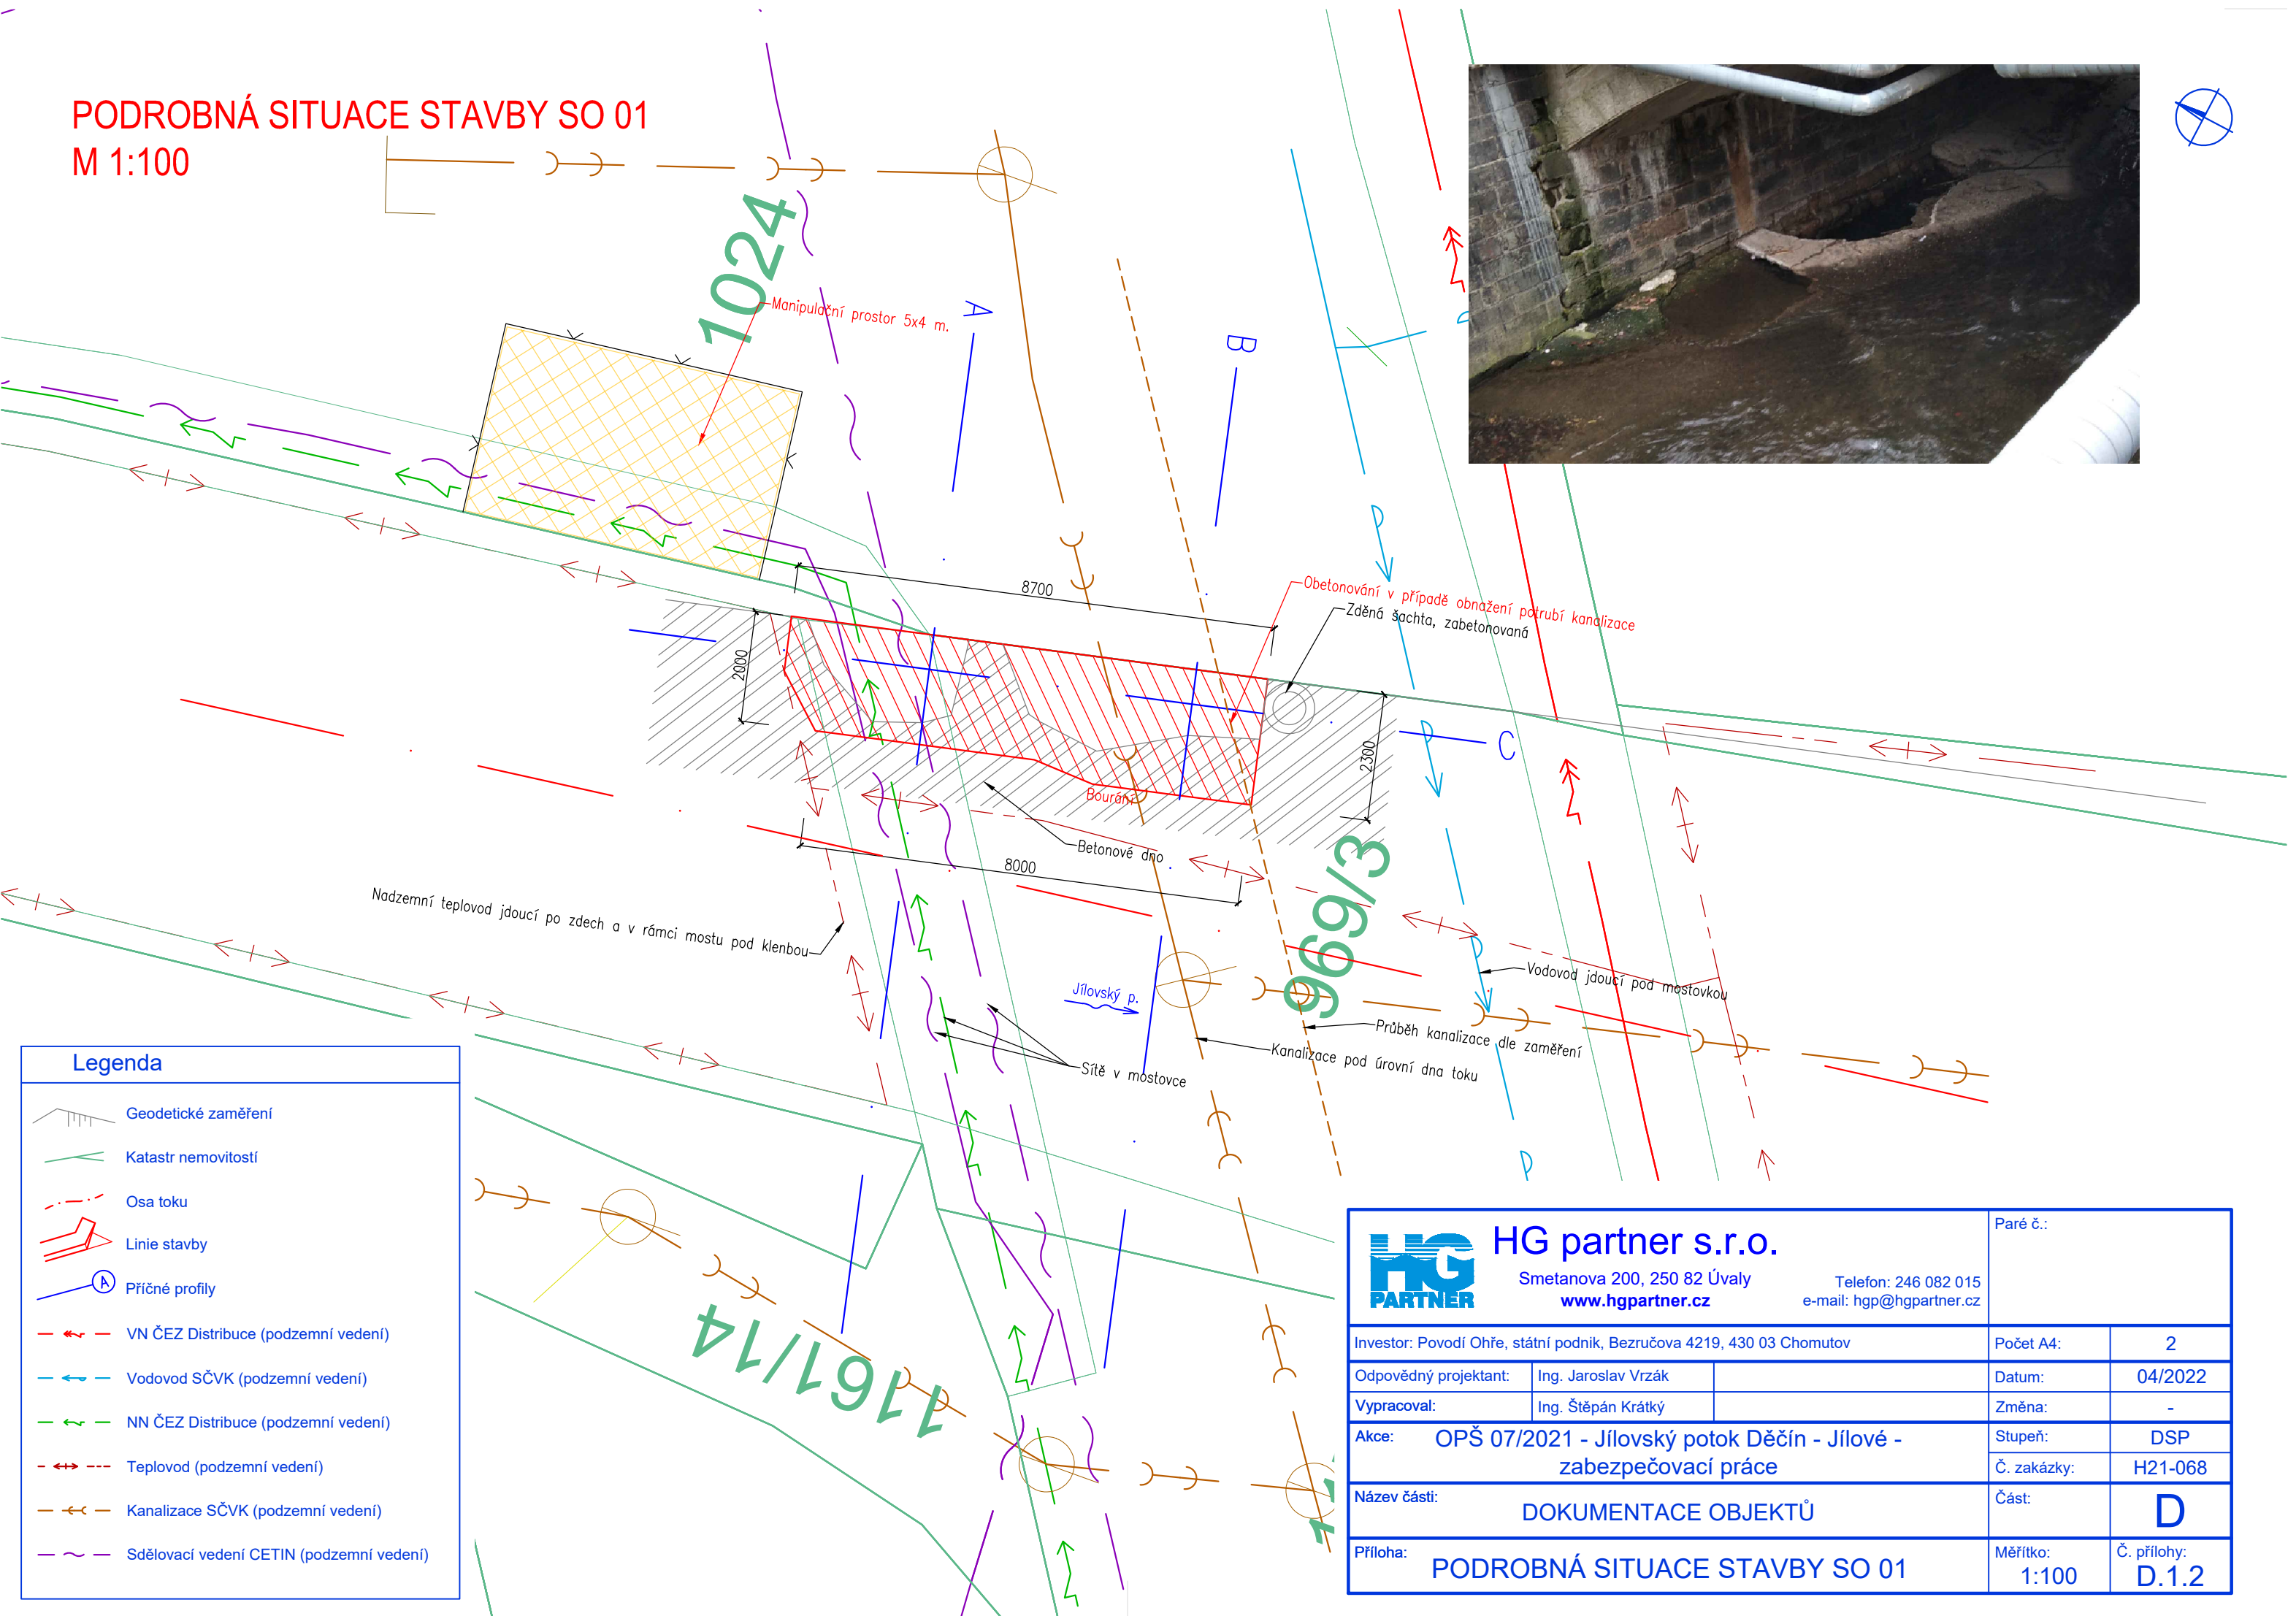 PODROBNÁ SITUACE STAVBY SO 01
M 1:100
1024
Manipulační prostor 5x4 m.
A
B
8700
Obetonování v případě obnažení potrubí kanalizace
Zděná šachta, zabetonovaná
2000
2300
C
Bourání
Betonové dno
8000
969/3
Nadzemní teplovod jdoucí po zdech a v rámci mostu pod klenbou
Jílovský p.
Vodovod jdoucí pod mostovkou
Průběh kanalizace dle zaměření
Kanalizace pod úrovní dna toku
Sítě v mostovce
1161/14
Legenda
Geodetické zaměření
Katastr nemovitostí
Osa toku
Linie stavby
A
Příčné profily
VN ČEZ Distribuce (podzemní vedení)
Vodovod SČVK (podzemní vedení)
NN ČEZ Distribuce (podzemní vedení)
Teplovod (podzemní vedení)
Kanalizace SČVK (podzemní vedení)
Sdělovací vedení CETIN (podzemní vedení)
HG
PARTNER
HG partner s.r.o.
Smetanova 200, 250 82 Úvaly
www.hgpartner.cz
Telefon: 246 082 015
e-mail: hgp@hgpartner.cz
Paré č.:
Investor: Povodí Ohře, státní podnik, Bezručova 4219, 430 03 Chomutov
Počet A4: 2
Odpovědný projektant: Ing. Jaroslav Vrzák
Datum: 04/2022
Vypracoval: Ing. Štěpán Krátký
Změna: -
Akce: OPŠ 07/2021 - Jílovský potok Děčín - Jílové -
zabezpečovací práce
Stupeň: DSP
Č. zakázky: H21-068
Název části: DOKUMENTACE OBJEKTŮ
Část: D
Příloha: PODROBNÁ SITUACE STAVBY SO 01
Měřítko: 1:100
Č. přílohy: D.1.2